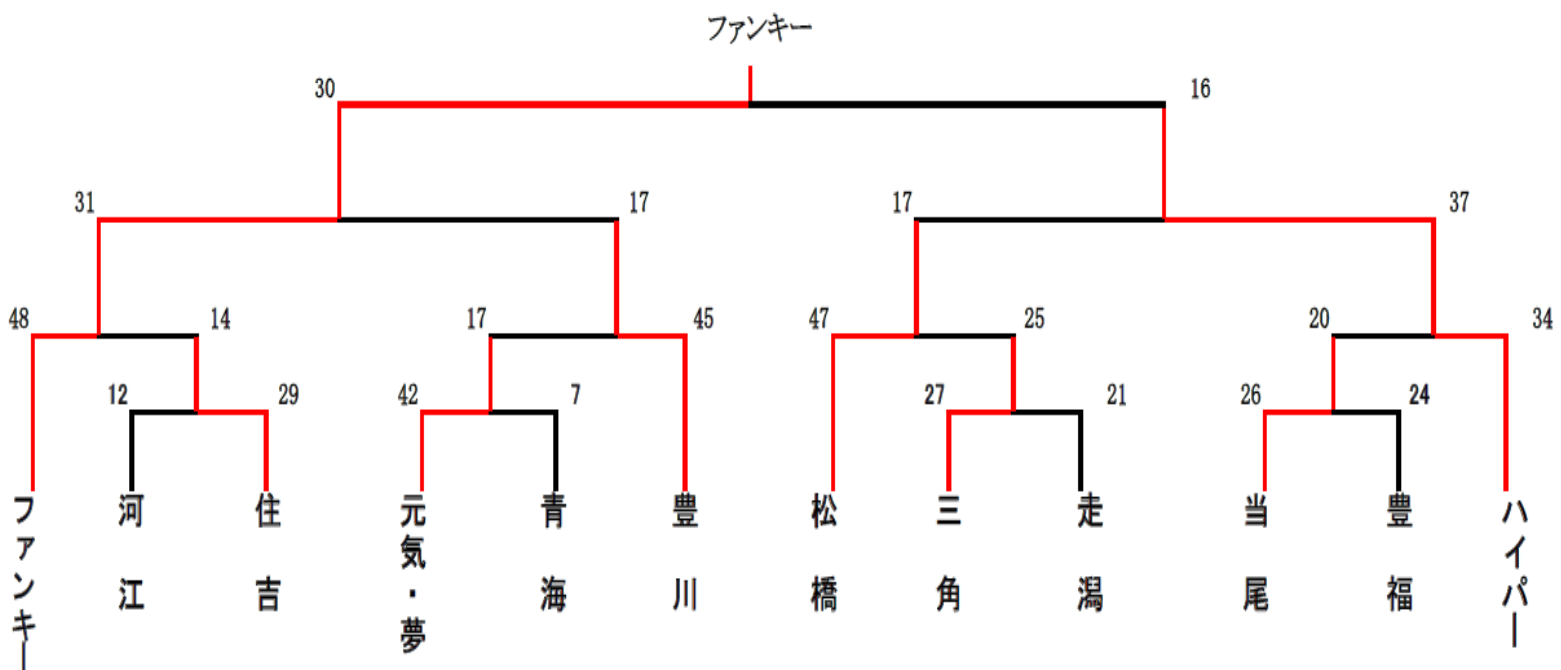 ファンキー
30 16
31 17 17 37
48 14 17 45 47 25 20 34
12 29 42 7 27 21 26 24
ファンキー
河江
住吉
元気・夢
青海
豊川
松橋
三角
走潟
当尾
豊福
ハイパー